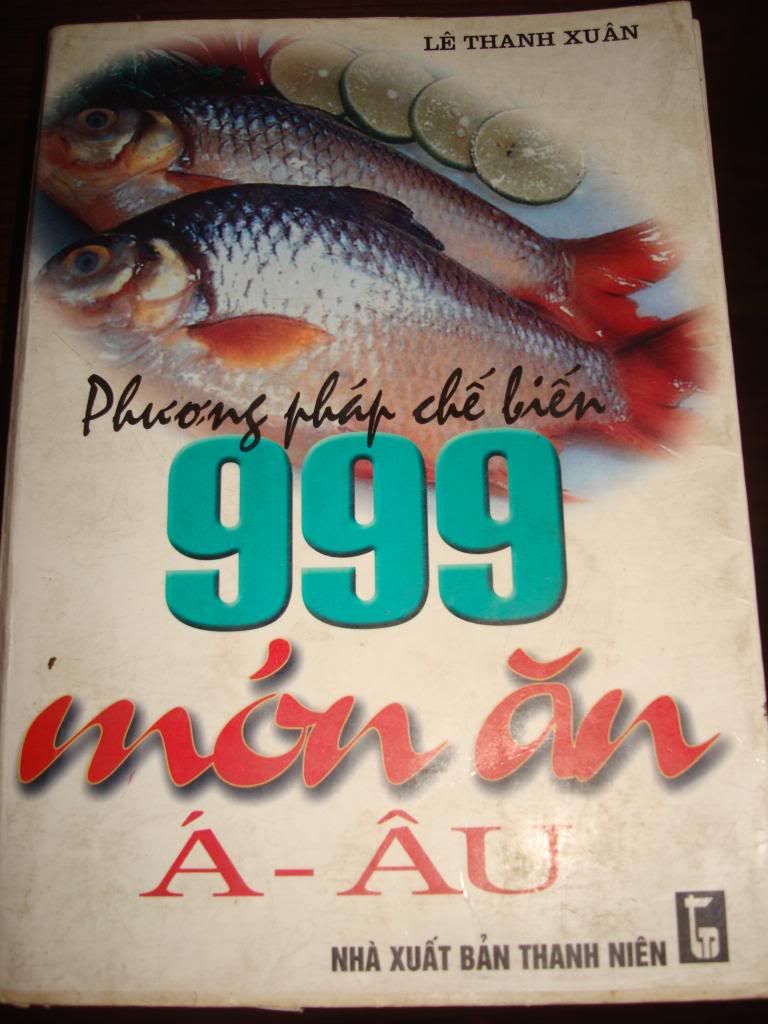 LÊ THANH XUÂN
Phương pháp chế biến
999
món ăn
Á - ÂU
NHÀ XUẤT BẢN THANH NIÊN